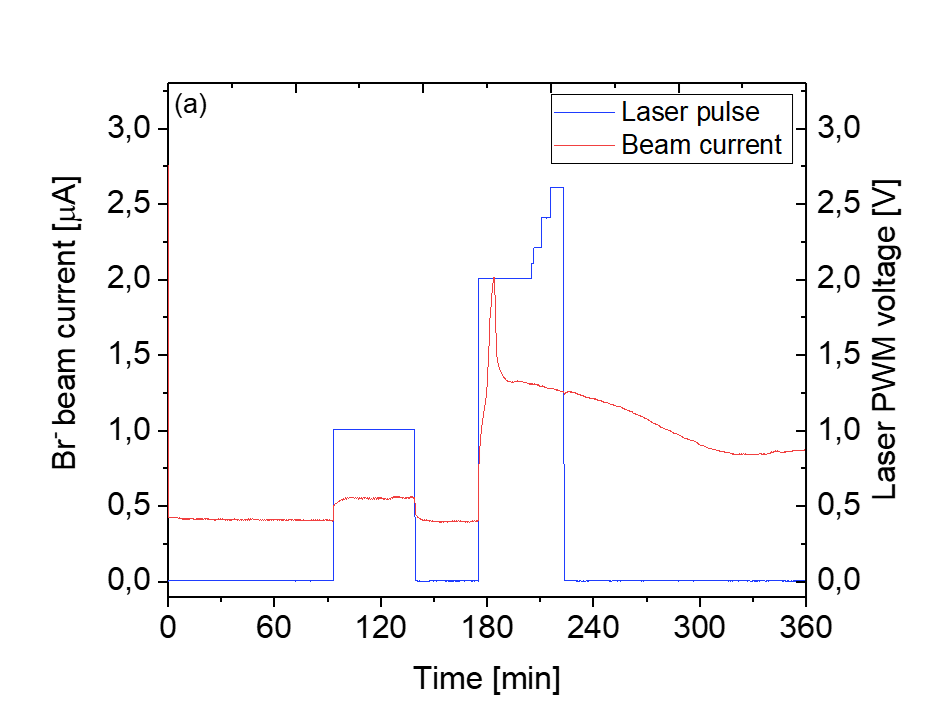 (a)
Laser pulse
Beam current
3,0
2,5
2,0
1,5
1,0
0,5
0,0
Br- beam current [μA]
3,0
2,5
2,0
1,5
1,0
0,5
0,0
Laser PWM voltage [V]
0 60 120 180 240 300 360
Time [min]